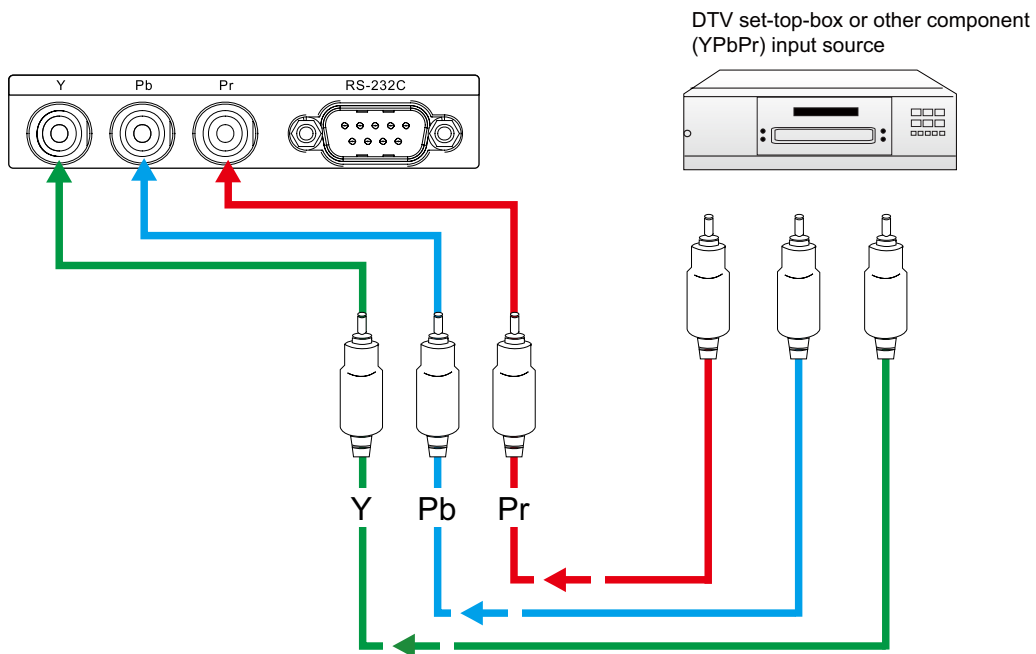 DTV set-top-box or other component
(YPbPr) input source
Y Pb Pr RS-232C
Y Pb Pr